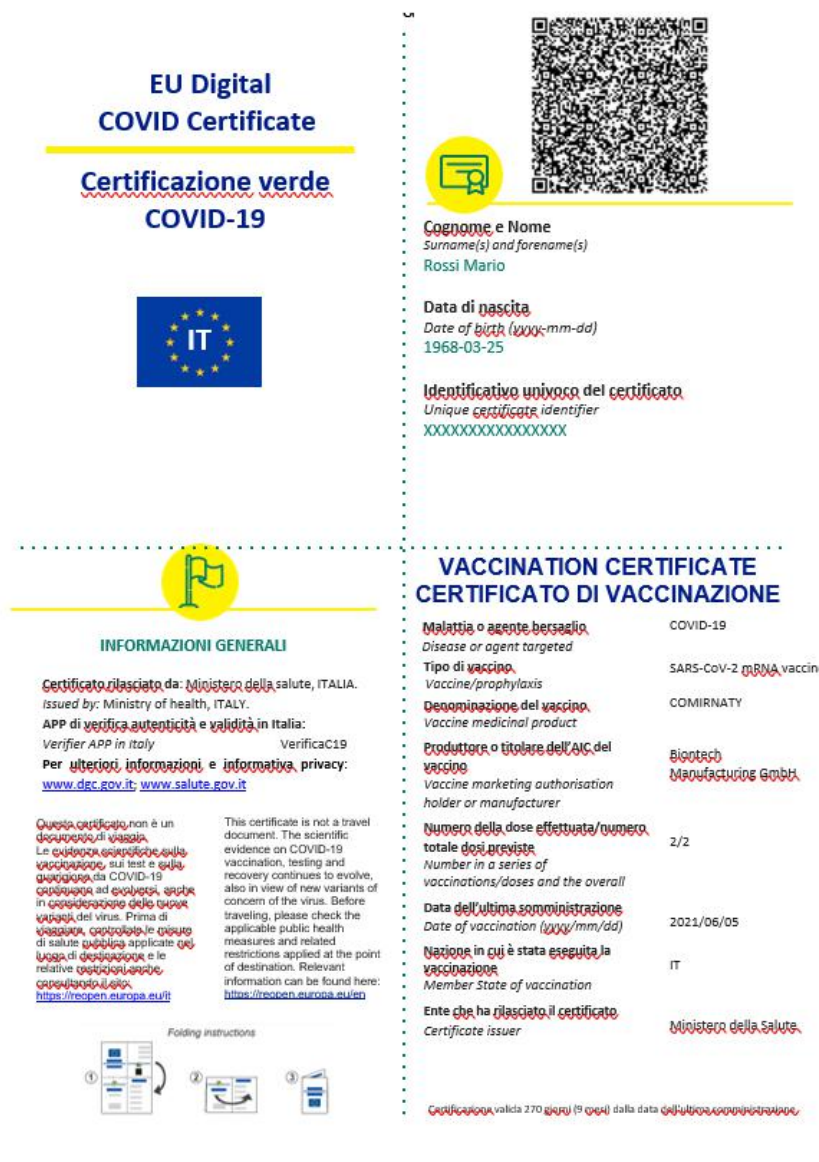 EU Digital
COVID Certificate
Certificazione verde
COVID-19
IT
Cognome e Nome
Surname(s) and forename(s)
Rossi Mario
Data di nascita
Date of birth (yyyy-mm-dd)
1968-03-25
Identificativo univoco del certificato
Unique certificate identifier
XXXXXXXXXXXXXXXX
INFORMAZIONI GENERALI
Certificato rilasciato da: Ministero della salute, ITALIA.
Issued by: Ministry of health, ITALY.
APP di verifica autenticità e validità in Italia:
Verifier APP in Italy VerificaC19
Per ulteriori informazioni e informativa privacy:
www.dgc.gov.it; www.salute.gov.it
Questo certificato non è un
documento di viaggio.
Le evidenze scientifiche sulla
vaccinazione, sui test e sulla
guarigione da COVID-19
continuano ad evolversi, anche
in considerazione delle nuove
varianti del virus. Prima di
viaggiare, controllate le misure
di salute pubblica applicate nel
luogo di destinazione e le
relative restrizioni anche
consultando il sito:
https://reopen.europa.eu/it
This certificate is not a travel
document. The scientific
evidence on COVID-19
vaccination, testing and
recovery continues to evolve,
also in view of new variants of
concern of the virus. Before
traveling, please check the
applicable public health
measures and related
restrictions applied at the point
of destination. Relevant
information can be found here:
https://reopen.europa.eu/en
Folding instructions
1
2
3
VACCINATION CERTIFICATE
CERTIFICATO DI VACCINAZIONE
Malattia o agente bersaglio COVID-19
Disease or agent targeted
Tipo di vaccino SARS-CoV-2 mRNA vaccin
Vaccine/prophylaxis
Denominazione del vaccino COMIRNATY
Vaccine medicinal product
Produttore o titolare dell'AIC del
vaccino
Biontech
Manufacturing GmbH
Vaccine marketing authorisation
holder or manufacturer
Numero della dose effettuata/numero
totale dosi previste 2/2
Number in a series of
vaccinations/doses and the overall
Data dell'ultima somministrazione
Date of vaccination (yyyy/mm/dd) 2021/06/05
Nazione in cui è stata eseguita la
vaccinazione IT
Member State of vaccination
Ente che ha rilasciato il certificato
Certificate issuer Ministero della Salute
Certificazione valida 270 giorni (9 mesi) dalla data dell'ultima somministrazione